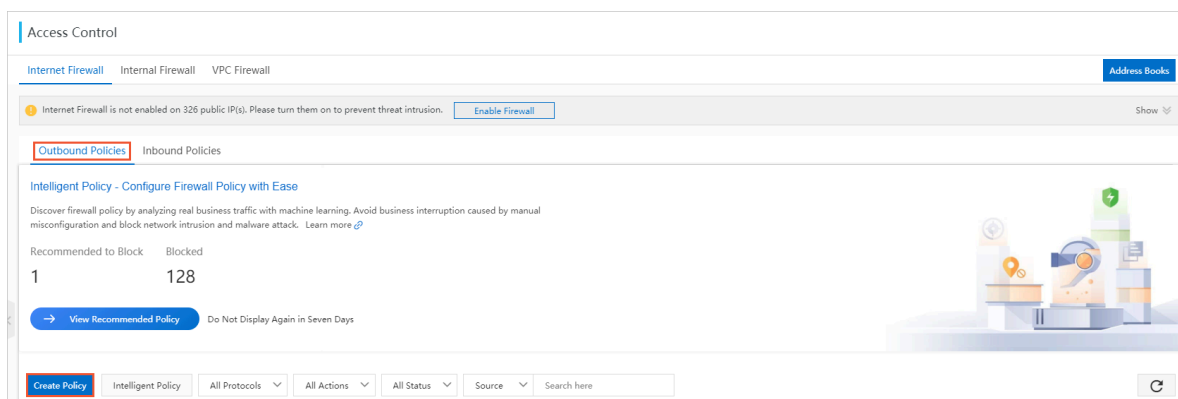 Access Control
Internet Firewall Internal Firewall VPC Firewall Address Books
Internet Firewall is not enabled on 326 public IP(s). Please turn them on to prevent threat intrusion. Enable Firewall Show
Outbound Policies Inbound Policies
Intelligent Policy - Configure Firewall Policy with Ease
Discover firewall policy by analyzing real business traffic with machine learning. Avoid business interruption caused by manual
misconfiguration and block network intrusion and malware attack. Learn more
Recommended to Block Blocked
1 128
View Recommended Policy Do Not Display Again in Seven Days
Create Policy Intelligent Policy All Protocols All Actions All Status Source Search here